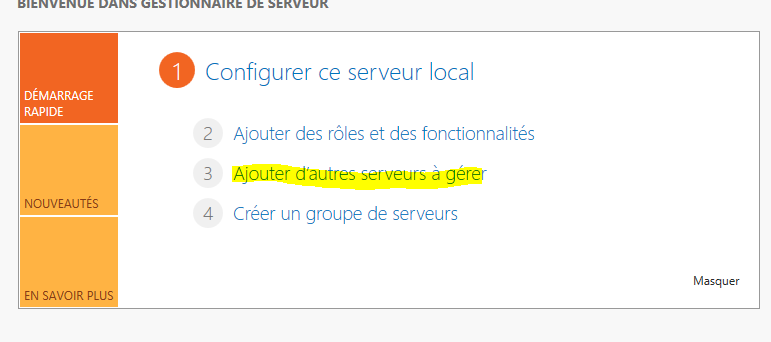 BIENVENUE DANS GESTIONNAIRE DE SERVEUR
DÉMARRAGE
RAPIDE
NOUVEAUTÉS
EN SAVOIR PLUS
1 Configurer ce serveur local
2 Ajouter des rôles et des fonctionnalités
3 Ajouter d'autres serveurs à gérer
4 Créer un groupe de serveurs
Masquer